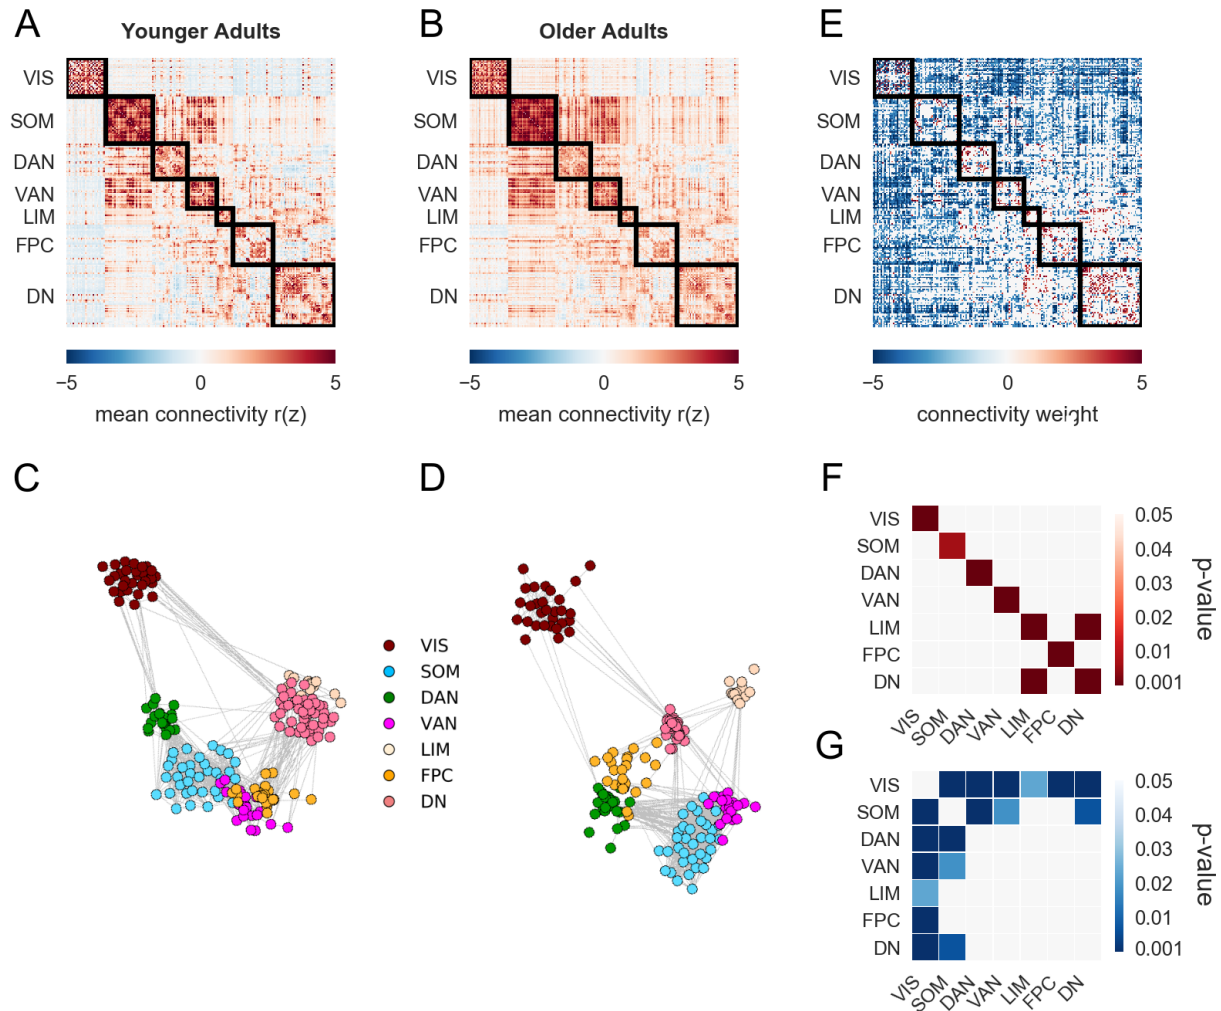 A
Younger Adults
VIS
SOM
DAN
VAN
LIM
FPC
DN
−5
0
5
mean connectivity r(z)
B
Older Adults
VIS
SOM
DAN
VAN
LIM
FPC
DN
−5
0
5
mean connectivity r(z)
E
VIS
SOM
DAN
VAN
LIM
FPC
DN
−5
0
5
connectivity weight
C
D
VIS
SOM
DAN
VAN
LIM
FPC
DN
F
VIS
SOM
DAN
VAN
LIM
FPC
DN
VIS
SOM
DAN
VAN
LIM
FPC
DN
0.05
0.04
0.03
0.02
0.01
0.001
p-value
G
VIS
SOM
DAN
VAN
LIM
FPC
DN
VIS
SOM
DAN
VAN
LIM
FPC
DN
0.05
0.04
0.03
0.02
0.01
0.001
p-value